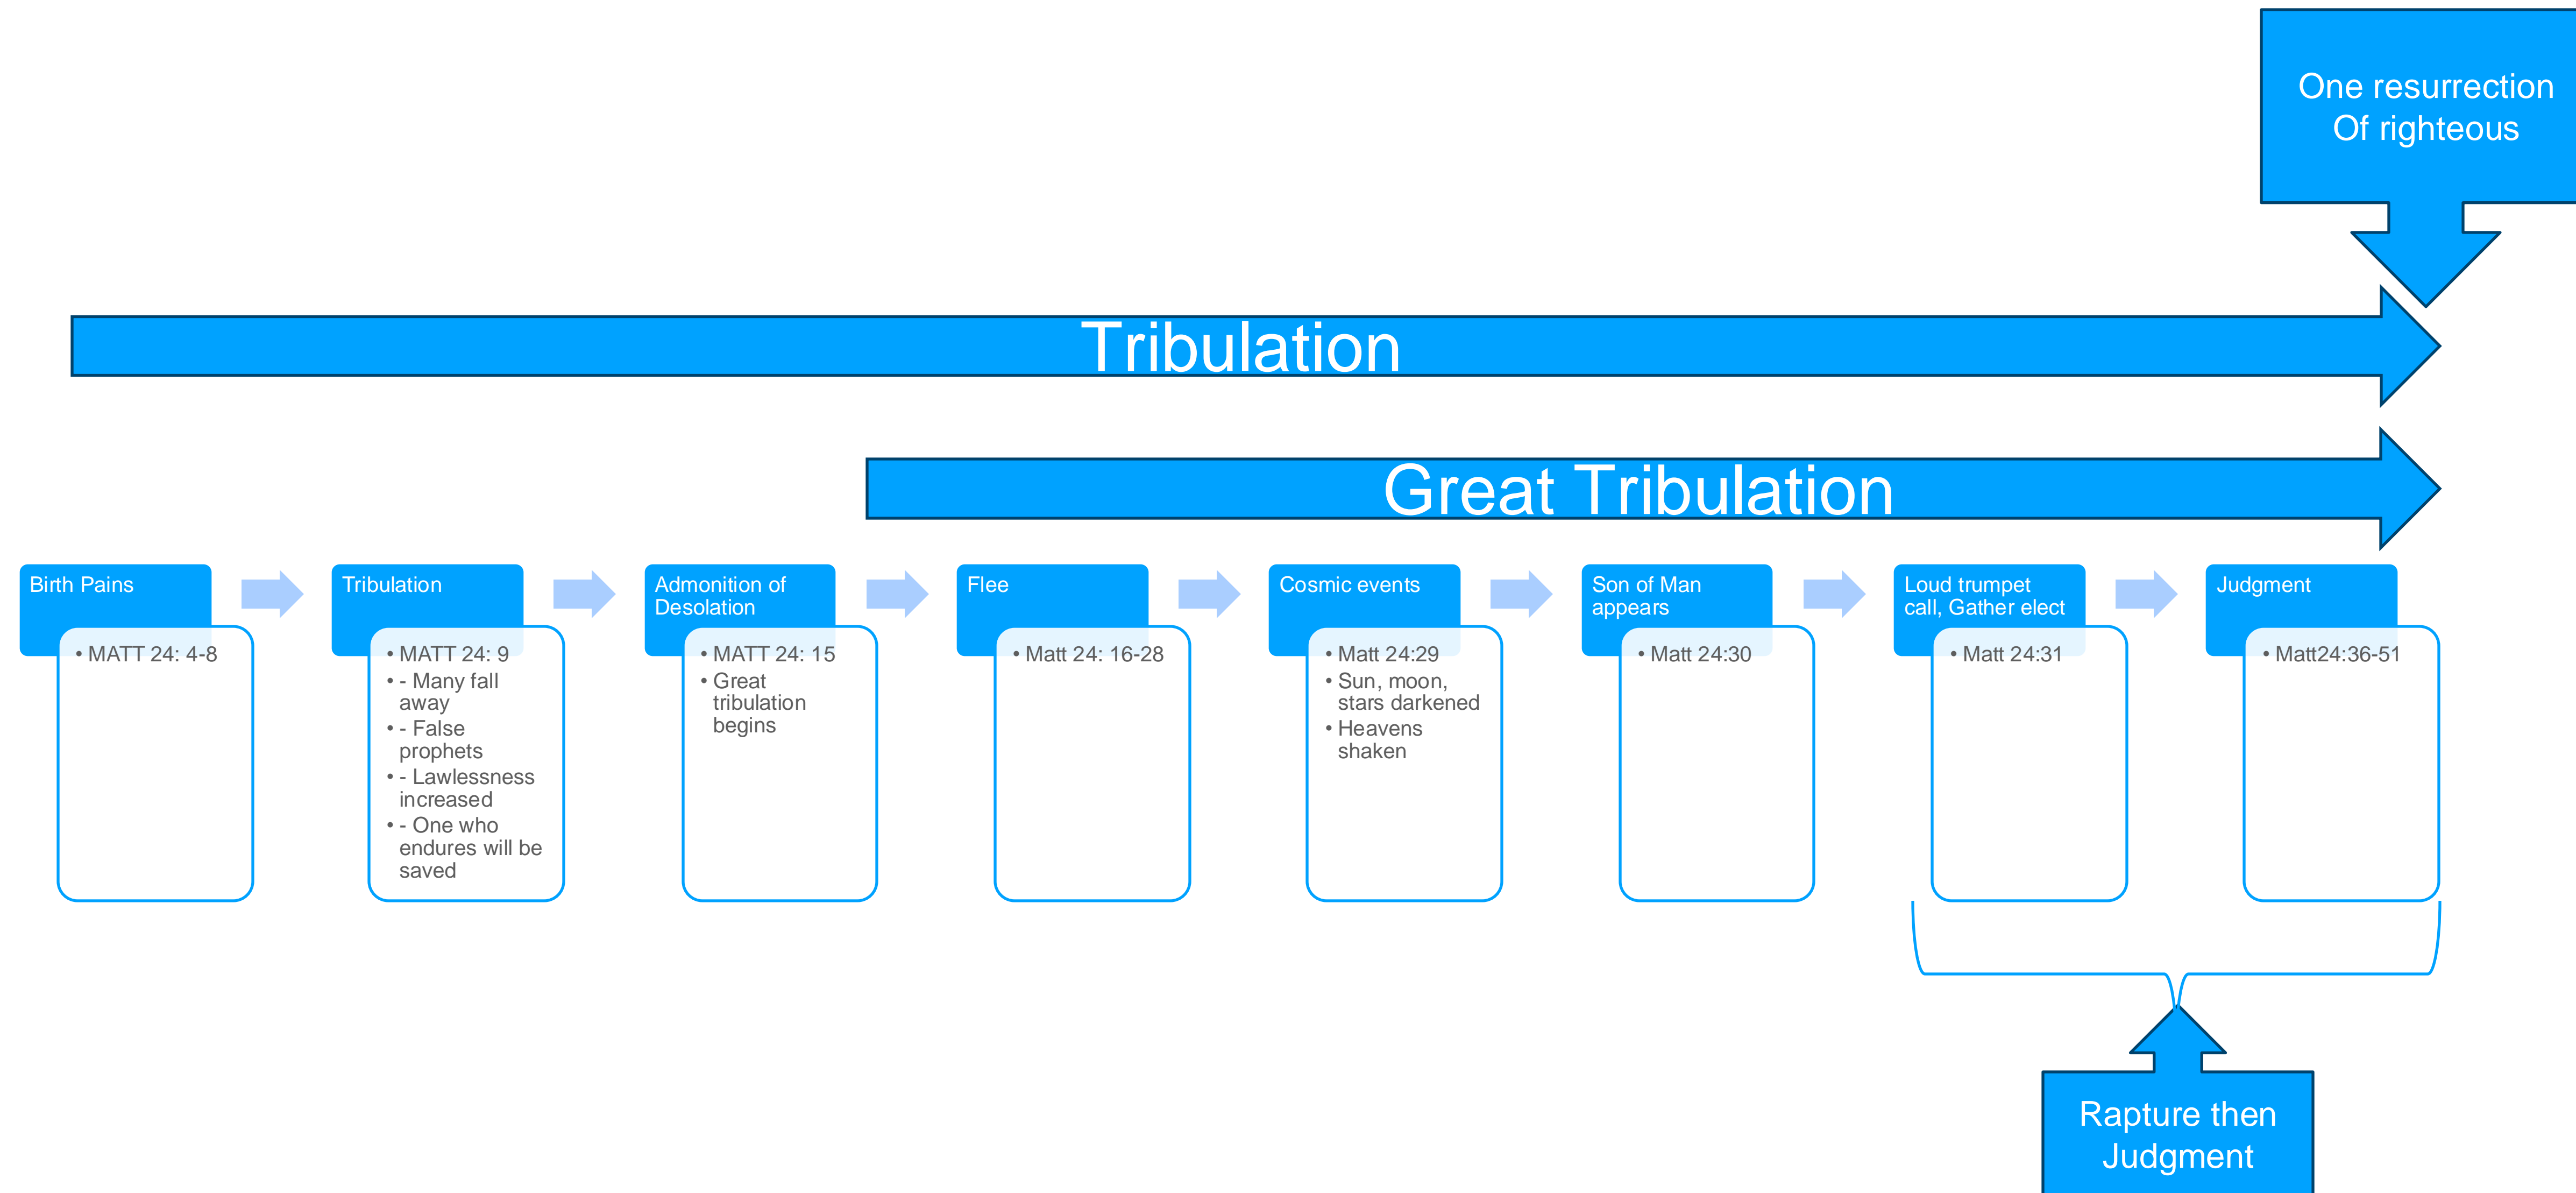 One resurrection
Of righteous
Tribulation
Great Tribulation
Birth Pains
• MATT 24: 4-8
Tribulation
• MATT 24: 9
• - Many fall
away
• - False
prophets
• - Lawlessness
increased
• - One who
endures will be
saved
Admonition of
Desolation
• MATT 24: 15
• Great
tribulation
begins
Flee
• Matt 24: 16-28
Cosmic events
• Matt 24:29
• Sun, moon,
stars darkened
• Heavens
shaken
Son of Man
appears
• Matt 24:30
Loud trumpet
call, Gather elect
• Matt 24:31
Judgment
• Matt24:36-51
Rapture then
Judgment